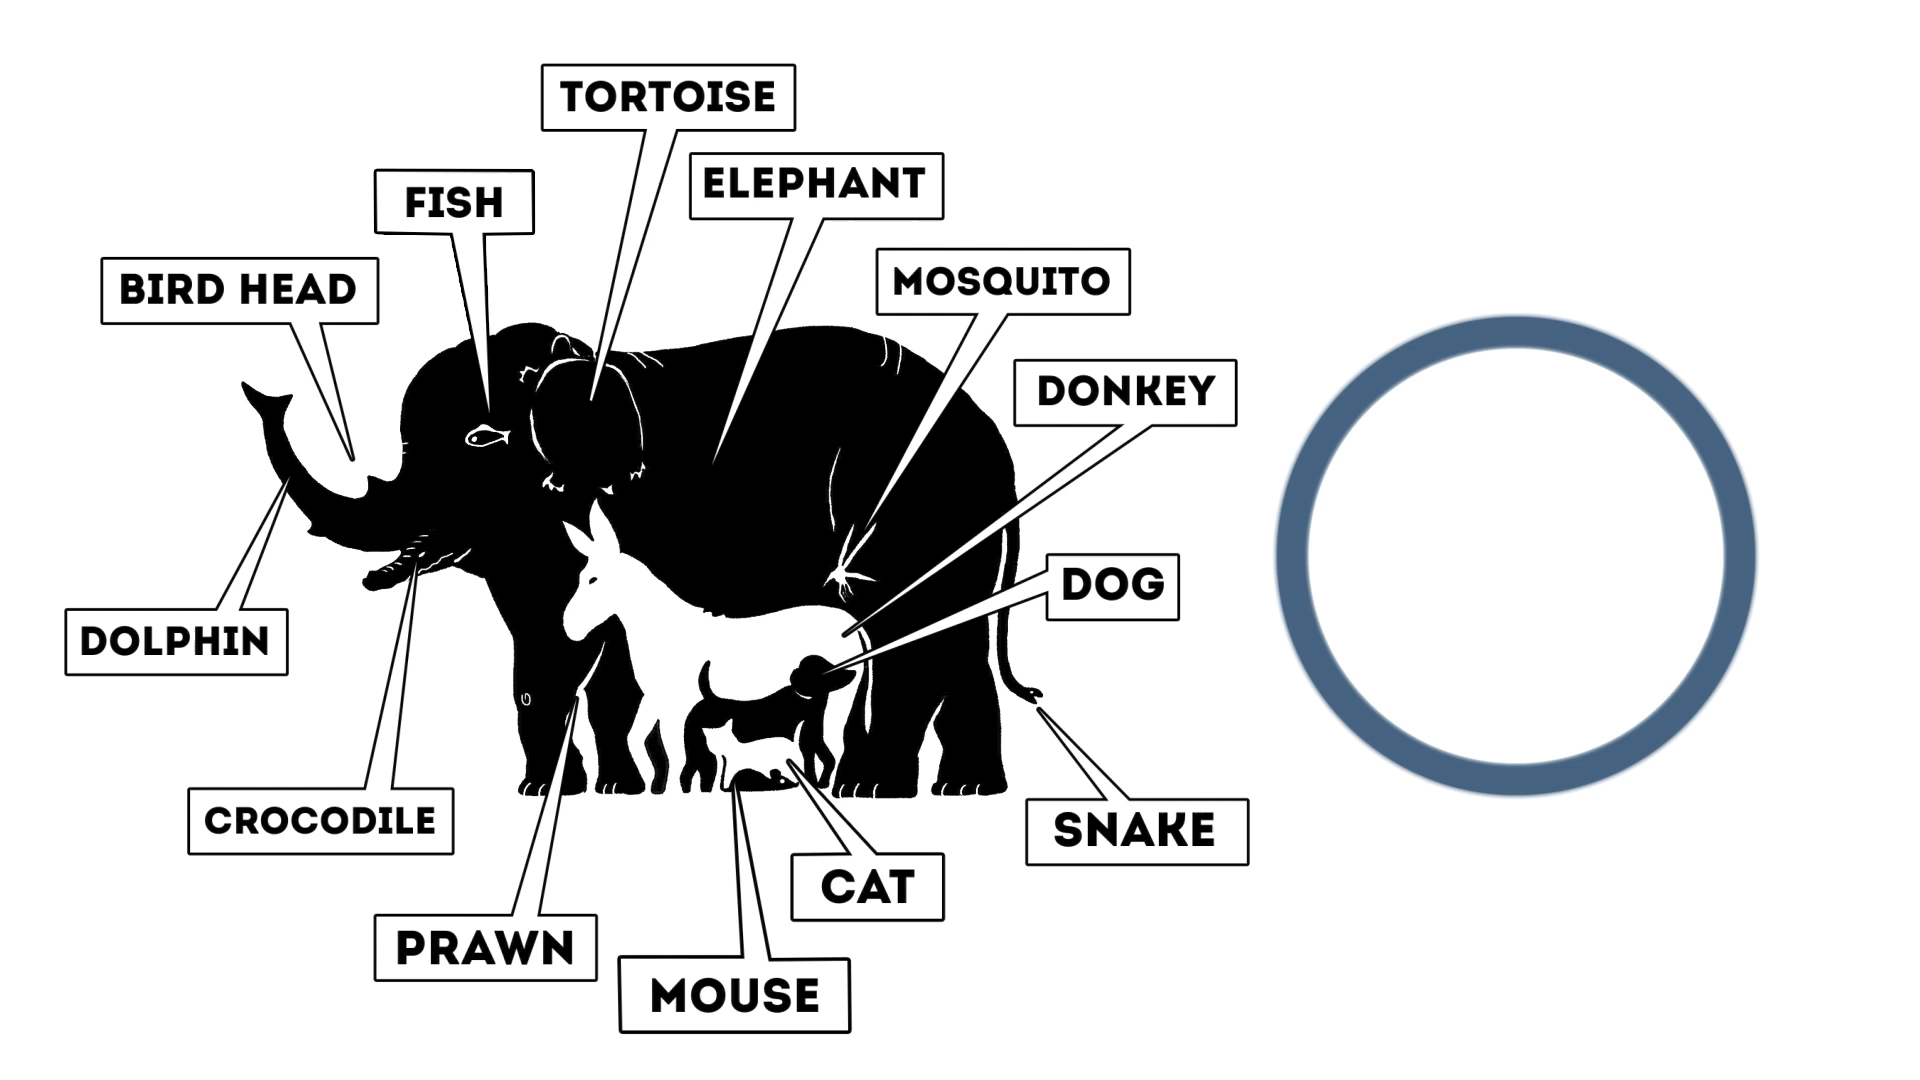 TORTOISE
ELEPHANT
FISH
MOSQUITO
BIRD HEAD
DONKEY
DOG
DOLPHIN
CROCODILE
SNAKE
CAT
PRAWN
MOUSE